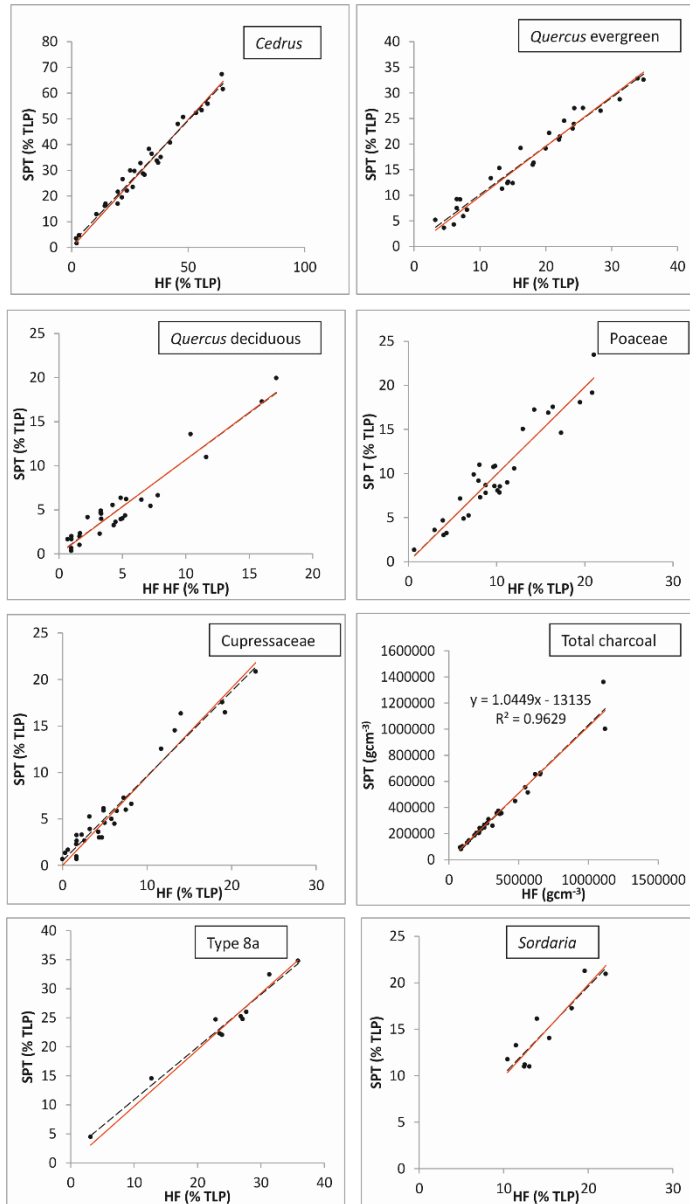 Cedrus
SPT (% TLP)
80
70
60
50
40
30
20
10
0
0 50 100
HF (% TLP)
Quercus evergreen
SPT (% TLP)
40
35
30
25
20
15
10
5
0
0 10 20 30 40
HF (% TLP)
Quercus deciduous
SPT (% TLP)
25
20
15
10
5
0
0 5 10 15 20
HF HF (% TLP)
Poaceae
SP T (% TLP)
25
20
15
10
5
0
0 10 20 30
HF (% TLP)
Cupressaceae
SPT (% TLP)
25
20
15
10
5
0
0 10 20 30
HF (% TLP)
Total charcoal
SPT (gcm⁻³)
1600000
1400000
1200000
1000000
800000
600000
400000
200000
0
y = 1.0449x - 13135
R² = 0.9629
0 500000 1000000 1500000
HF (gcm⁻³)
Type 8a
SPT (% TLP)
40
35
30
25
20
15
10
5
0
0 10 20 30 40
HF (% TLP)
Sordaria
SPT (% TLP)
25
20
15
10
5
0
0 10 20 30
HF (% TLP)